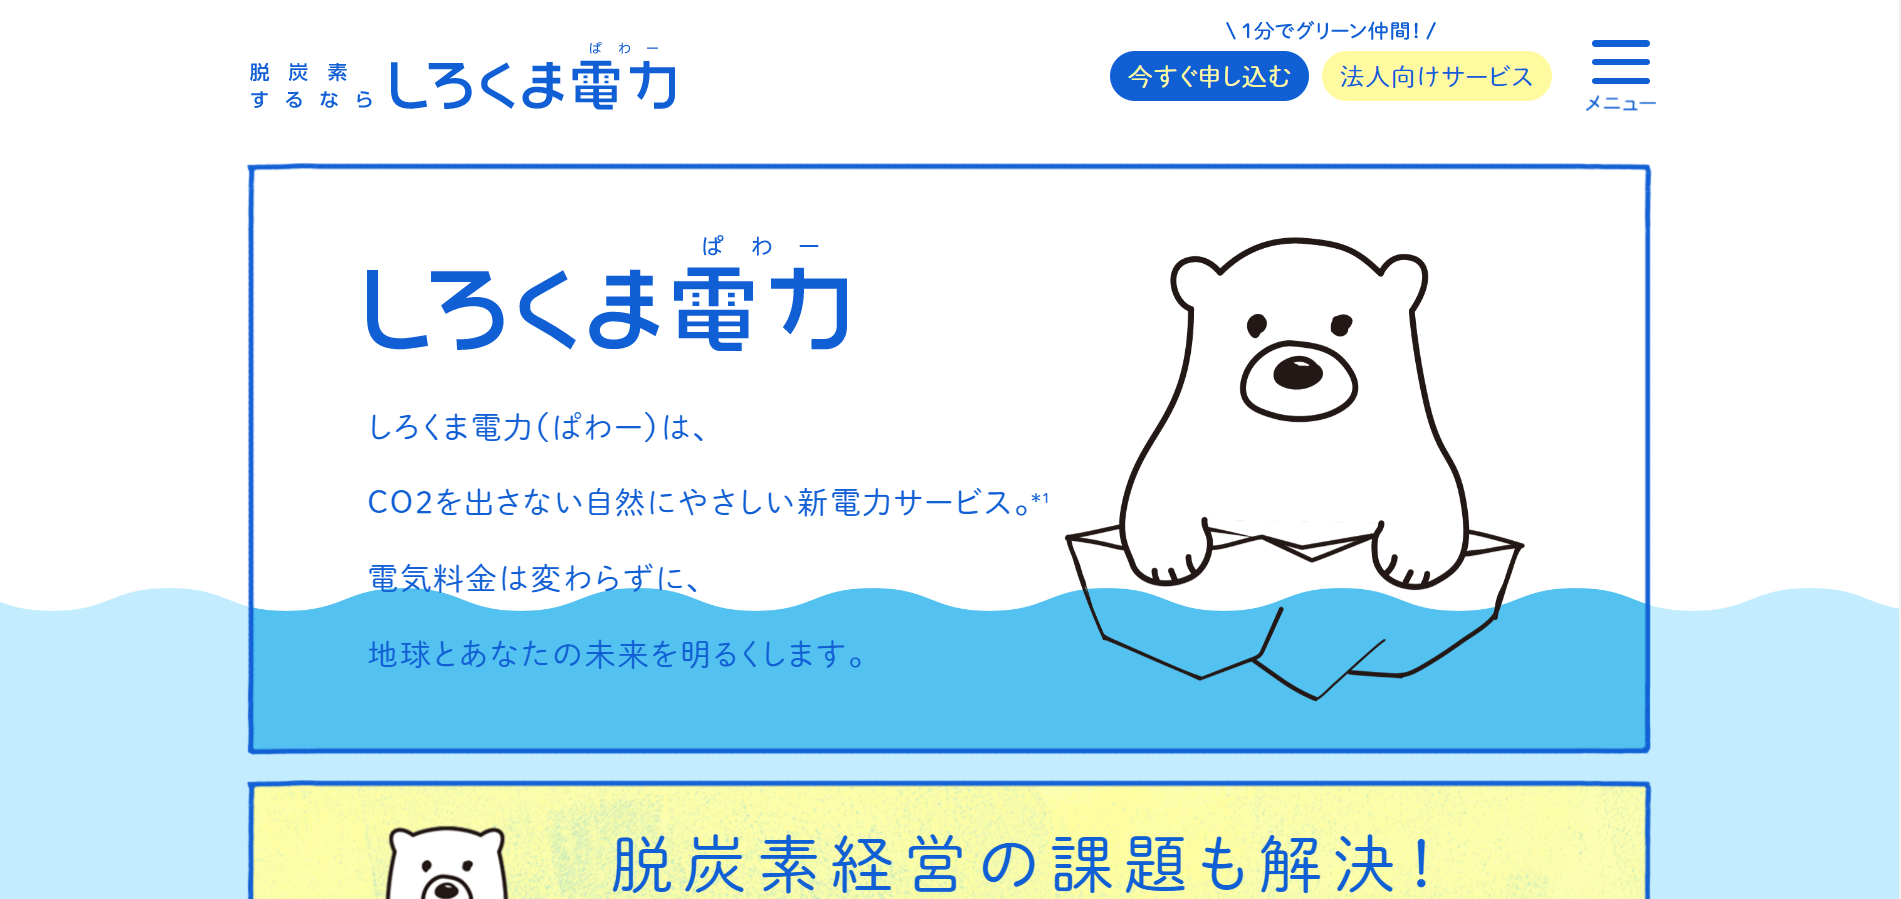 脱炭素
するなら
しろくま電力
ぱわー
\ 1分でグリーン仲間！ /
今すぐ申し込む
法人向けサービス
メニュー
ぱわー
しろくま電力
しろくま電力（ぱわー）は、
CO2を出さない自然にやさしい新電力サービス。*1
電気料金は変わらずに、
地球とあなたの未来を明るくします。
脱炭素経営の課題も解決！